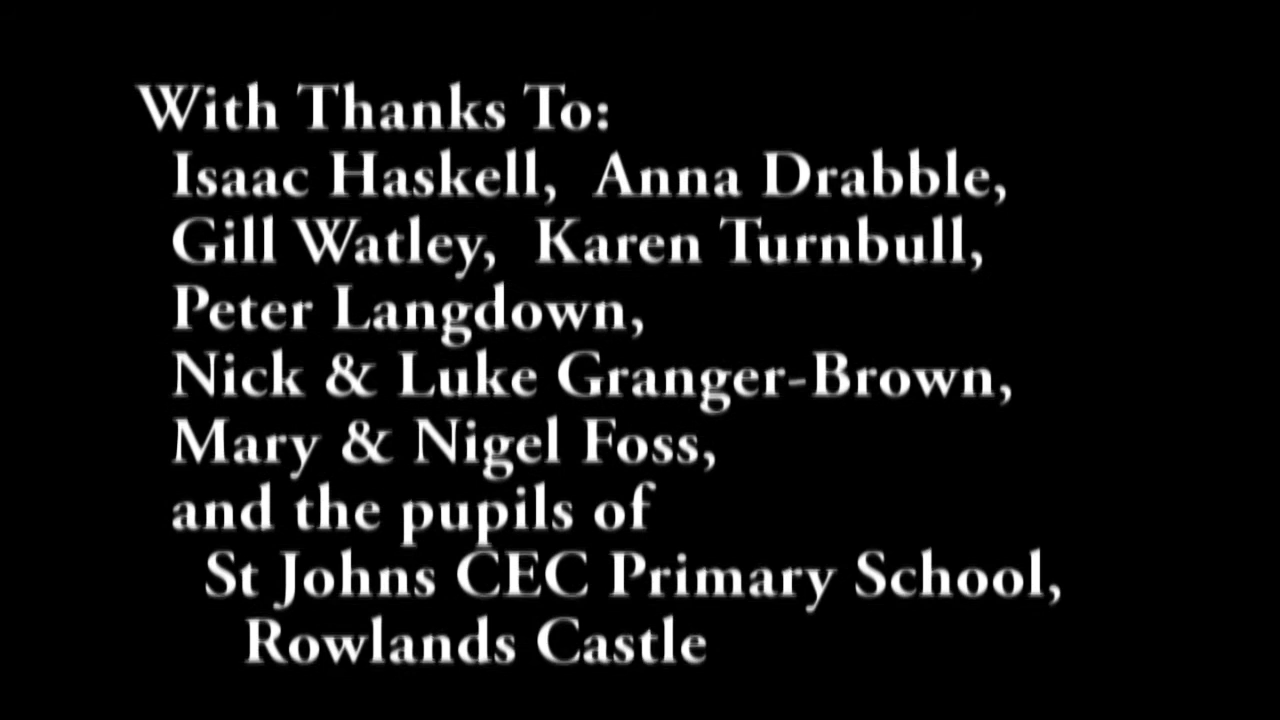 With Thanks To:
Isaac Haskell, Anna Drabble,
Gill Watley, Karen Turnbull,
Peter Langdown,
Nick & Luke Granger-Brown,
Mary & Nigel Foss,
and the pupils of
St Johns CEC Primary School,
Rowlands Castle